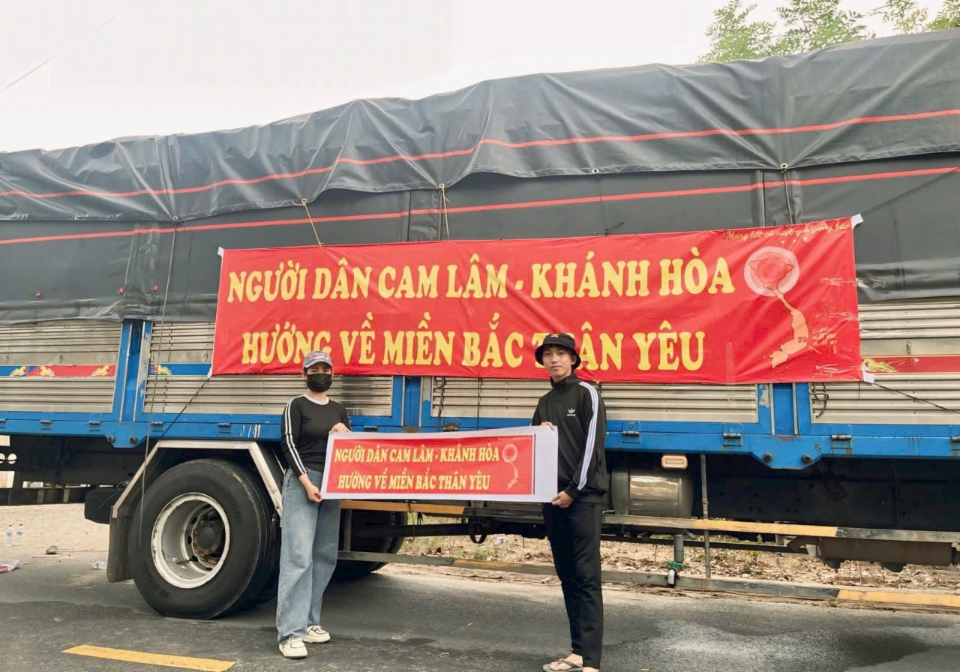 NGƯỜI DÂN CAM LÂM - KHÁNH HÒA
HƯỚNG VỀ MIỀN BẮC THÂN YÊU
NGƯỜI DÂN CAM LÂM - KHÁNH HÒA
HƯỚNG VỀ MIỀN BẮC THÂN YÊU